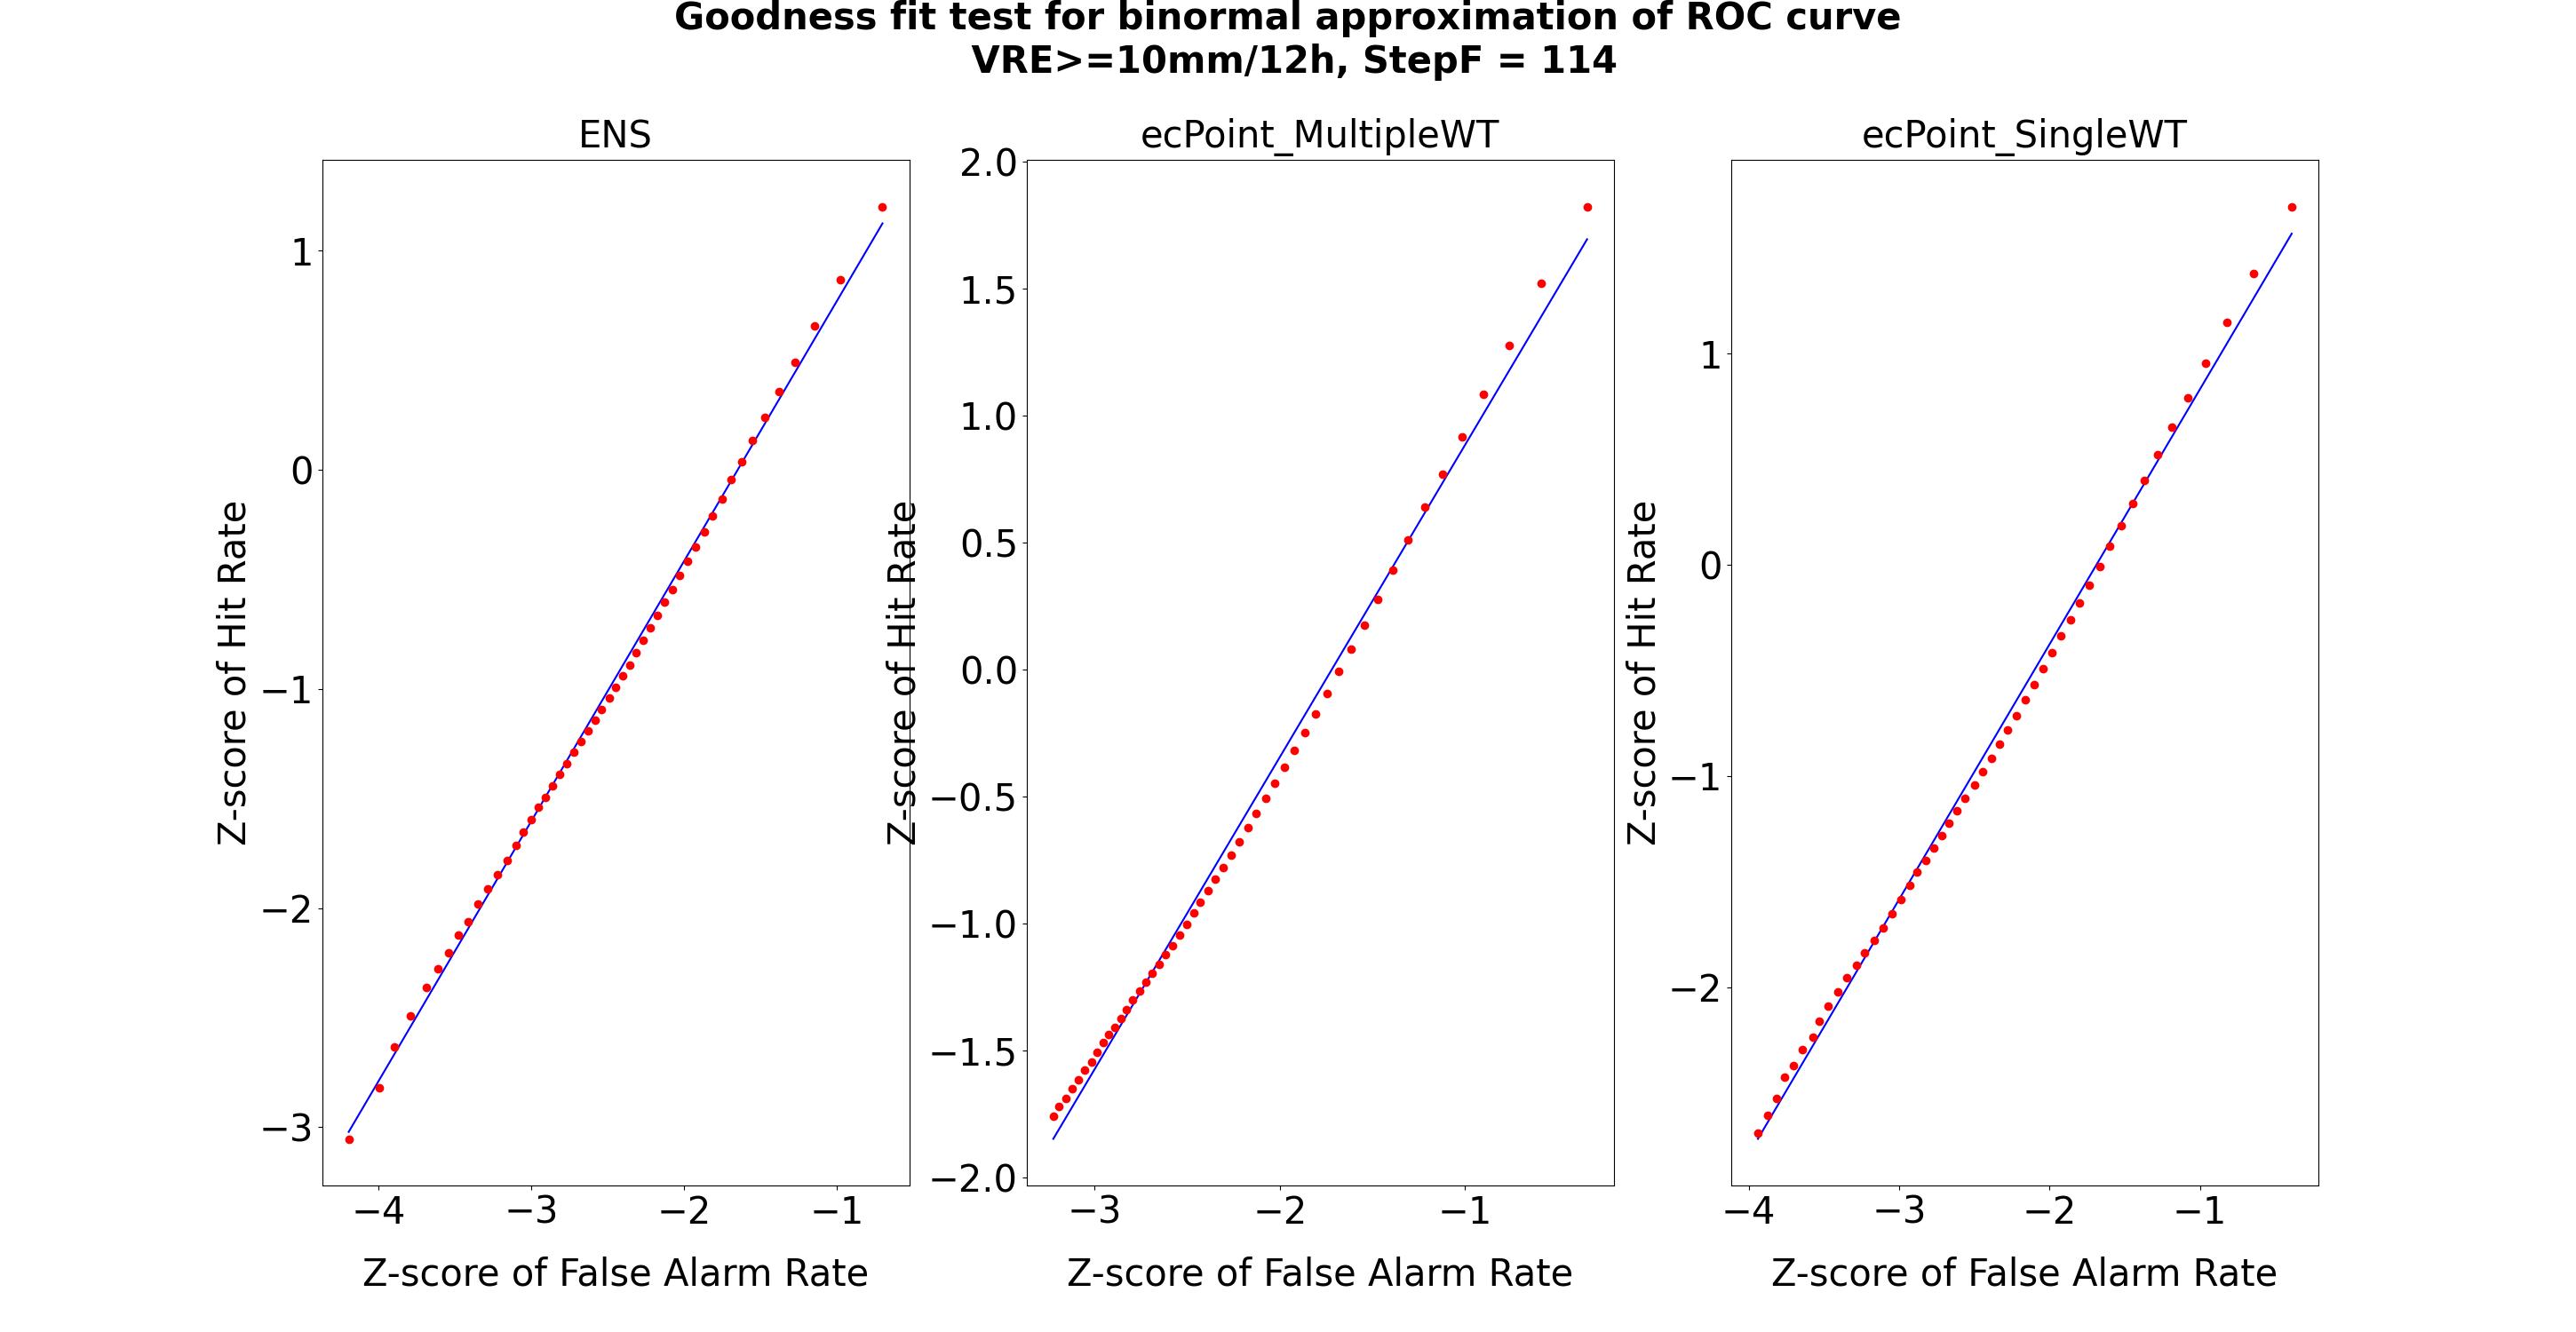 Goodness fit test for binormal approximation of ROC curve
VRE>=10mm/12h, StepF = 114
ENS
Z-score of Hit Rate
1
0
−1
−2
−3
−4
−3
−2
−1
Z-score of False Alarm Rate
ecPoint_MultipleWT
Z-score of Hit Rate
2.0
1.5
1.0
0.5
0.0
−0.5
−1.0
−1.5
−2.0
−3
−2
−1
Z-score of False Alarm Rate
ecPoint_SingleWT
Z-score of Hit Rate
1
0
−1
−2
−4
−3
−2
−1
Z-score of False Alarm Rate